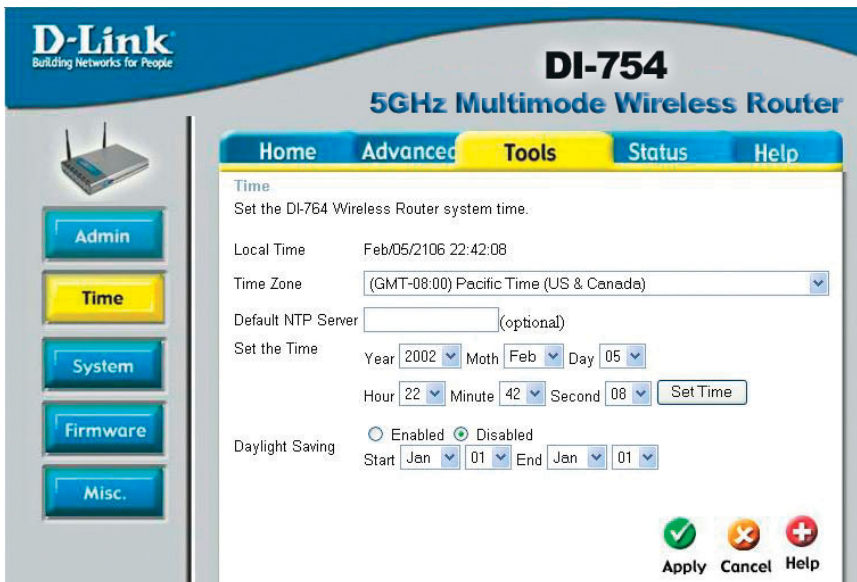 D-Link
Building Networks for People
DI-754
5GHz Multimode Wireless Router
Home Advanced Tools Status Help
Time
Set the DI-764 Wireless Router system time.
Admin
Local Time Feb/05/2106 22:42:08
Time Zone (GMT-08:00) Pacific Time (US & Canada)
Time
Default NTP Server (optional)
Set the Time Year 2002 Moth Feb Day 05
System
Hour 22 Minute 42 Second 08 Set Time
Firmware
Daylight Saving Enabled Disabled
Start Jan 01 End Jan 01
Misc.
Apply Cancel Help